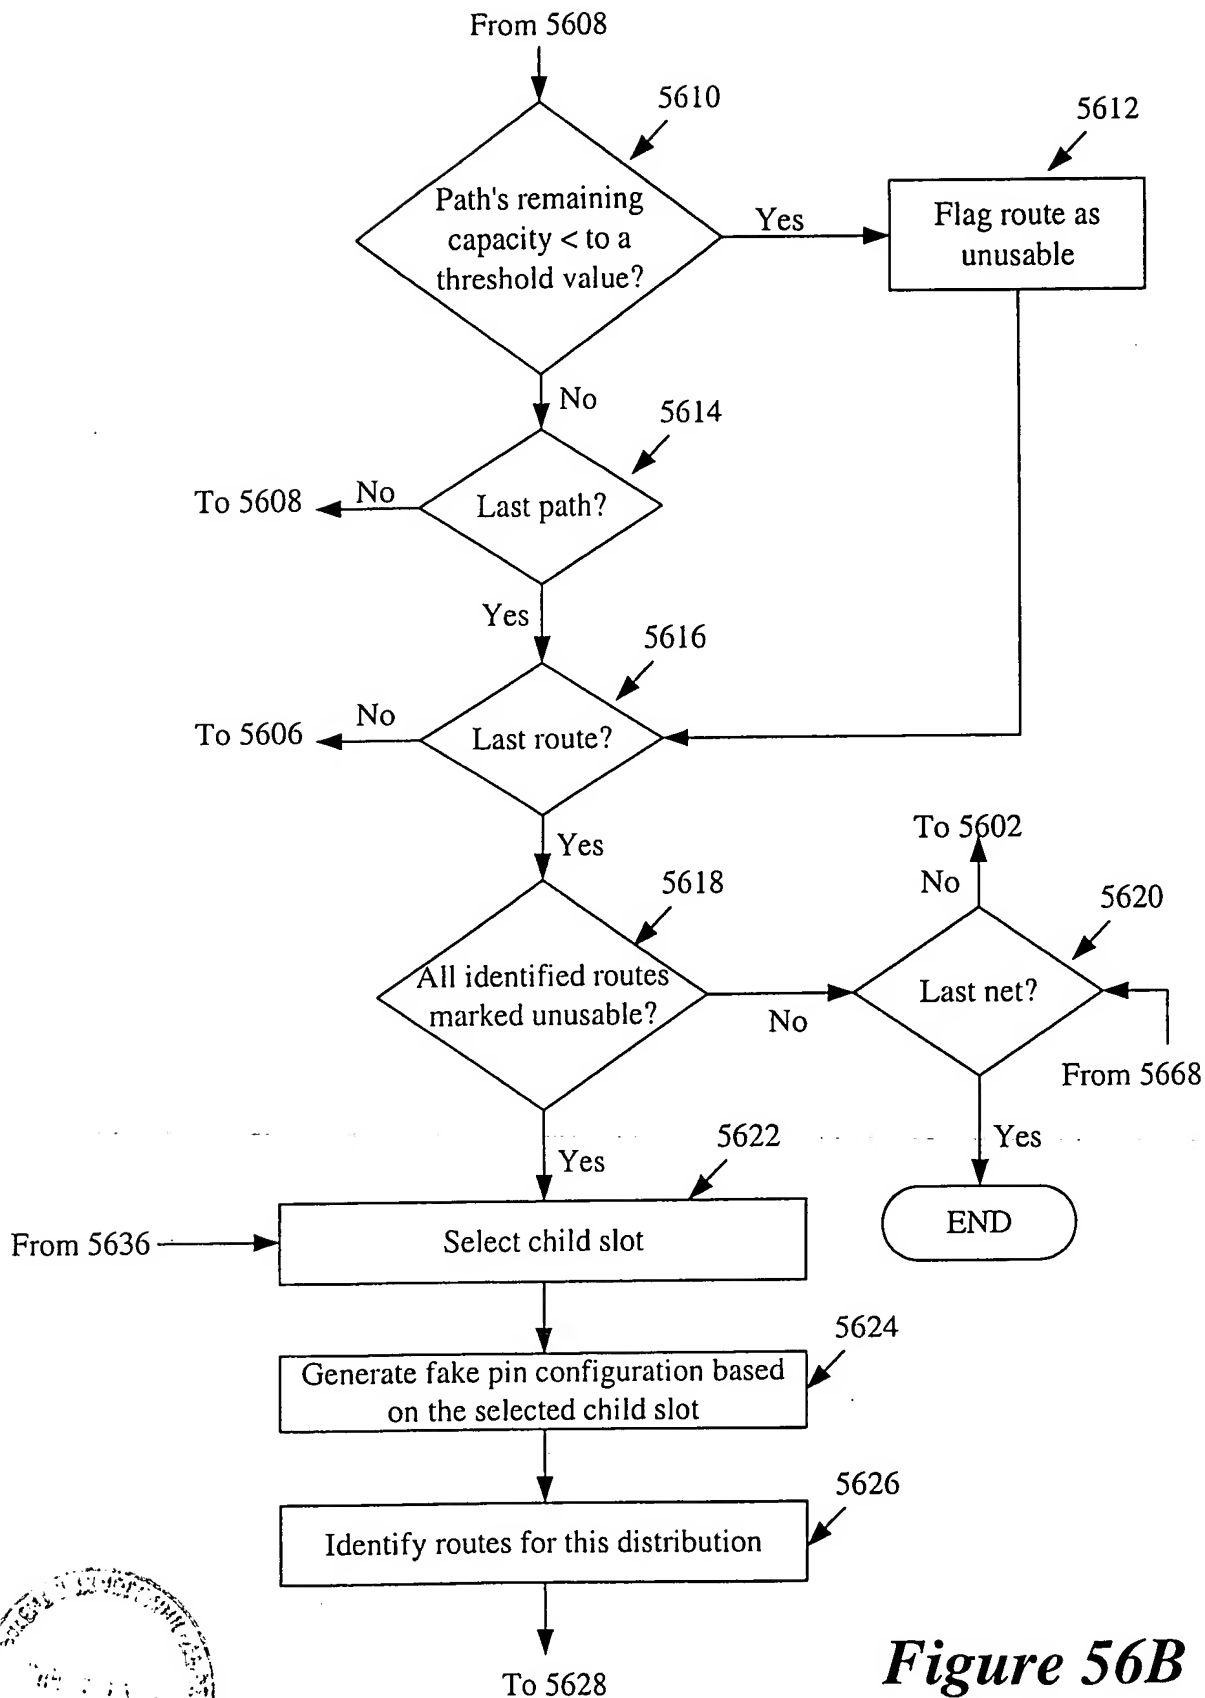 From 5608
5610
5612
Path's remaining
capacity < to a
threshold value?
Yes
Flag route as
unusable
No
5614
To 5608
No
Last path?
Yes
5616
To 5606
No
Last route?
Yes
To 5602
No
5618
5620
All identified routes
marked unusable?
No
Last net?
From 5668
Yes
5622
Yes
END
From 5636
Select child slot
5624
Generate fake pin configuration based
on the selected child slot
5626
Identify routes for this distribution
To 5628
Figure 56B